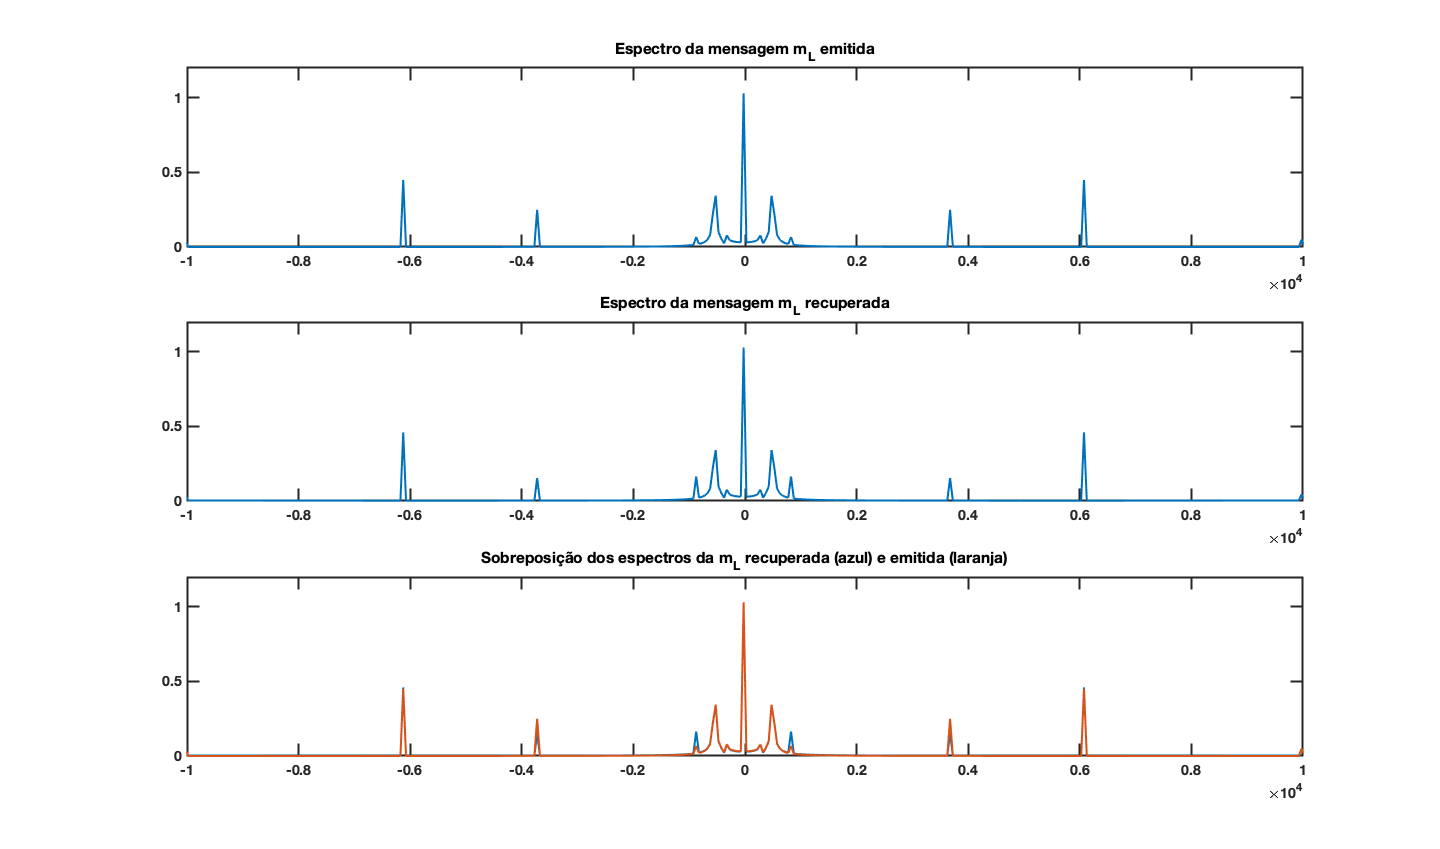 Espectro da mensagem m_L emitida
1
0.5
0
-1 -0.8 -0.6 -0.4 -0.2 0 0.2 0.4 0.6 0.8 1
×10^4
Espectro da mensagem m_L recuperada
1
0.5
0
-1 -0.8 -0.6 -0.4 -0.2 0 0.2 0.4 0.6 0.8 1
×10^4
Sobreposição dos espectros da m_L recuperada (azul) e emitida (laranja)
1
0.5
0
-1 -0.8 -0.6 -0.4 -0.2 0 0.2 0.4 0.6 0.8 1
×10^4